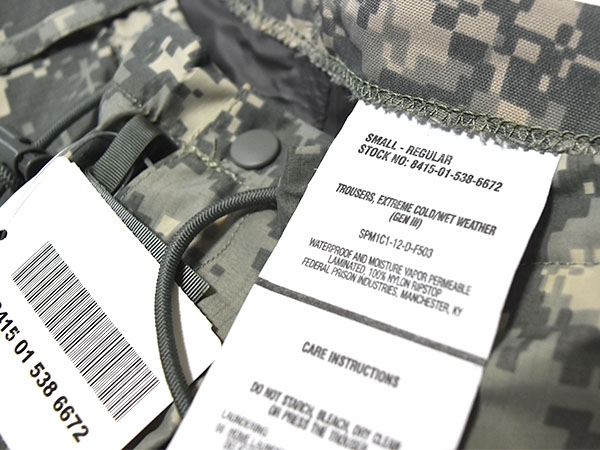 SMALL - REGULAR
STOCK NO: 8415-01-538-6672
TROUSERS, EXTREME COLD/WET WEATHER
(GEN III)
SPM1C1-12-D-F503
WATERPROOF AND MOISTURE VAPOR PERMEABLE
LAMINATED, 100% NYLON RIPSTOP
FEDERAL PRISON INDUSTRIES, MANCHESTER, KY
CARE INSTRUCTIONS
DO NOT STARCH, BLEACH, DRY CLEAN
OR PRESS THE TROUSER
LAUNDERING
8415 01 538 6672